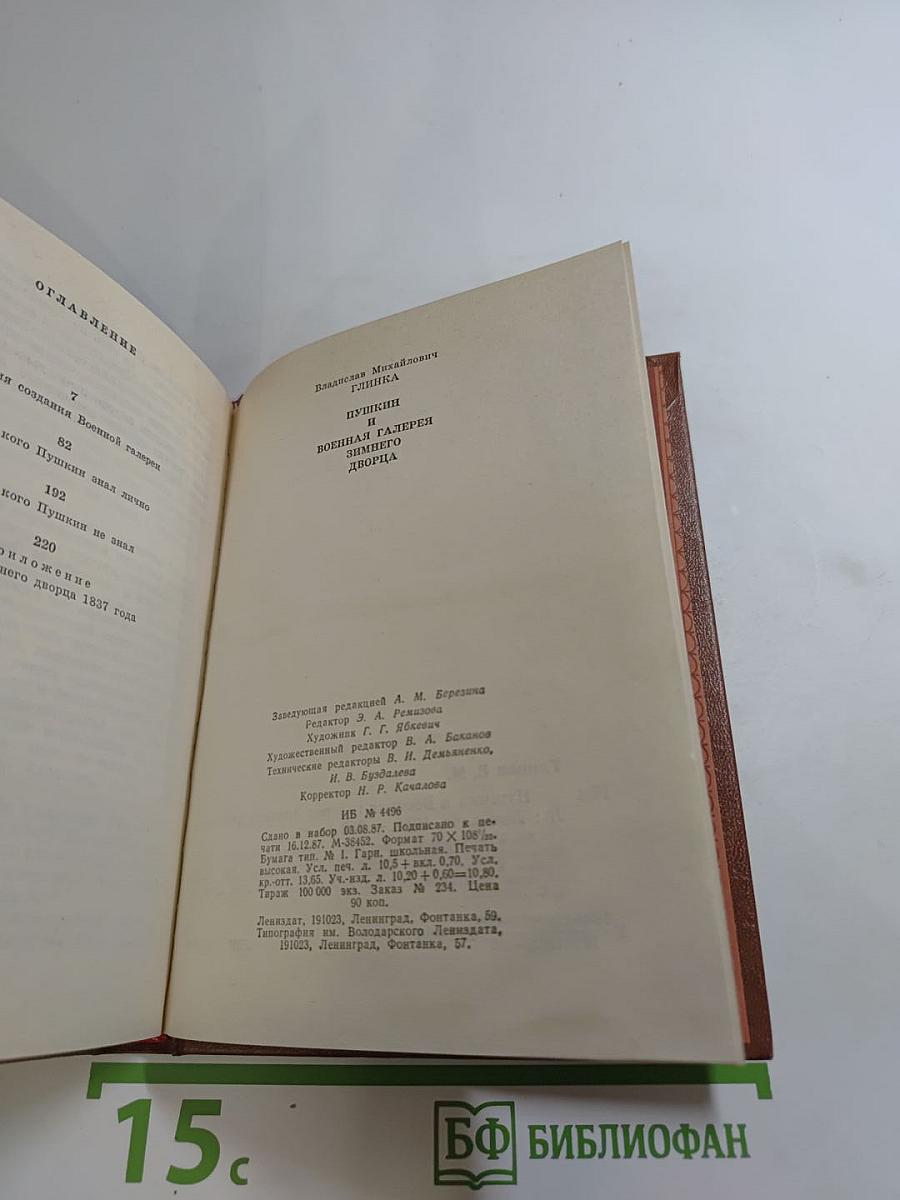 ОГЛАВЛЕНИЕ
7
создания Военной галереи
82
кого Пушкин знал лично
192
кого Пушкин не знал
220
дворца 1837 года
Владислав Михайлович
ГЛИНКА
ПУШКИН
И
ВОЕННАЯ ГАЛЕРЕЯ
ЗИМНЕГО
ДВОРЦА
Заведующая редакцией А. М. Березина
Редактор Э. А. Ремизова
Художник Г. Г. Ябкевич
Художественный редактор В. А. Баканов
Технические редакторы В. И. Демьяненко,
И. В. Буздалева
Корректор Н. Р. Качалова
ИБ № 4496
Сдано в набор 03.08.87. Подписано к пе-
чати 16.12.87. М-38452. Формат 70 × 108¹/₃₂.
Бумага тип. № 1. Гарн. школьная. Печать
высокая. Усл. печ. л. 10,5 + вкл. 0,70. Усл.
кр.-отт. 13,65. Уч.-изд. л. 10,20 + 0,60=10,80.
Тираж 100 000 экз. Заказ № 234. Цена
90 коп.
Лениздат, 191023, Ленинград, Фонтанка, 59.
Типография им. Володарского Лениздата,
191023, Ленинград, Фонтанка, 57.
15 с
БФ БИБЛИОФАН